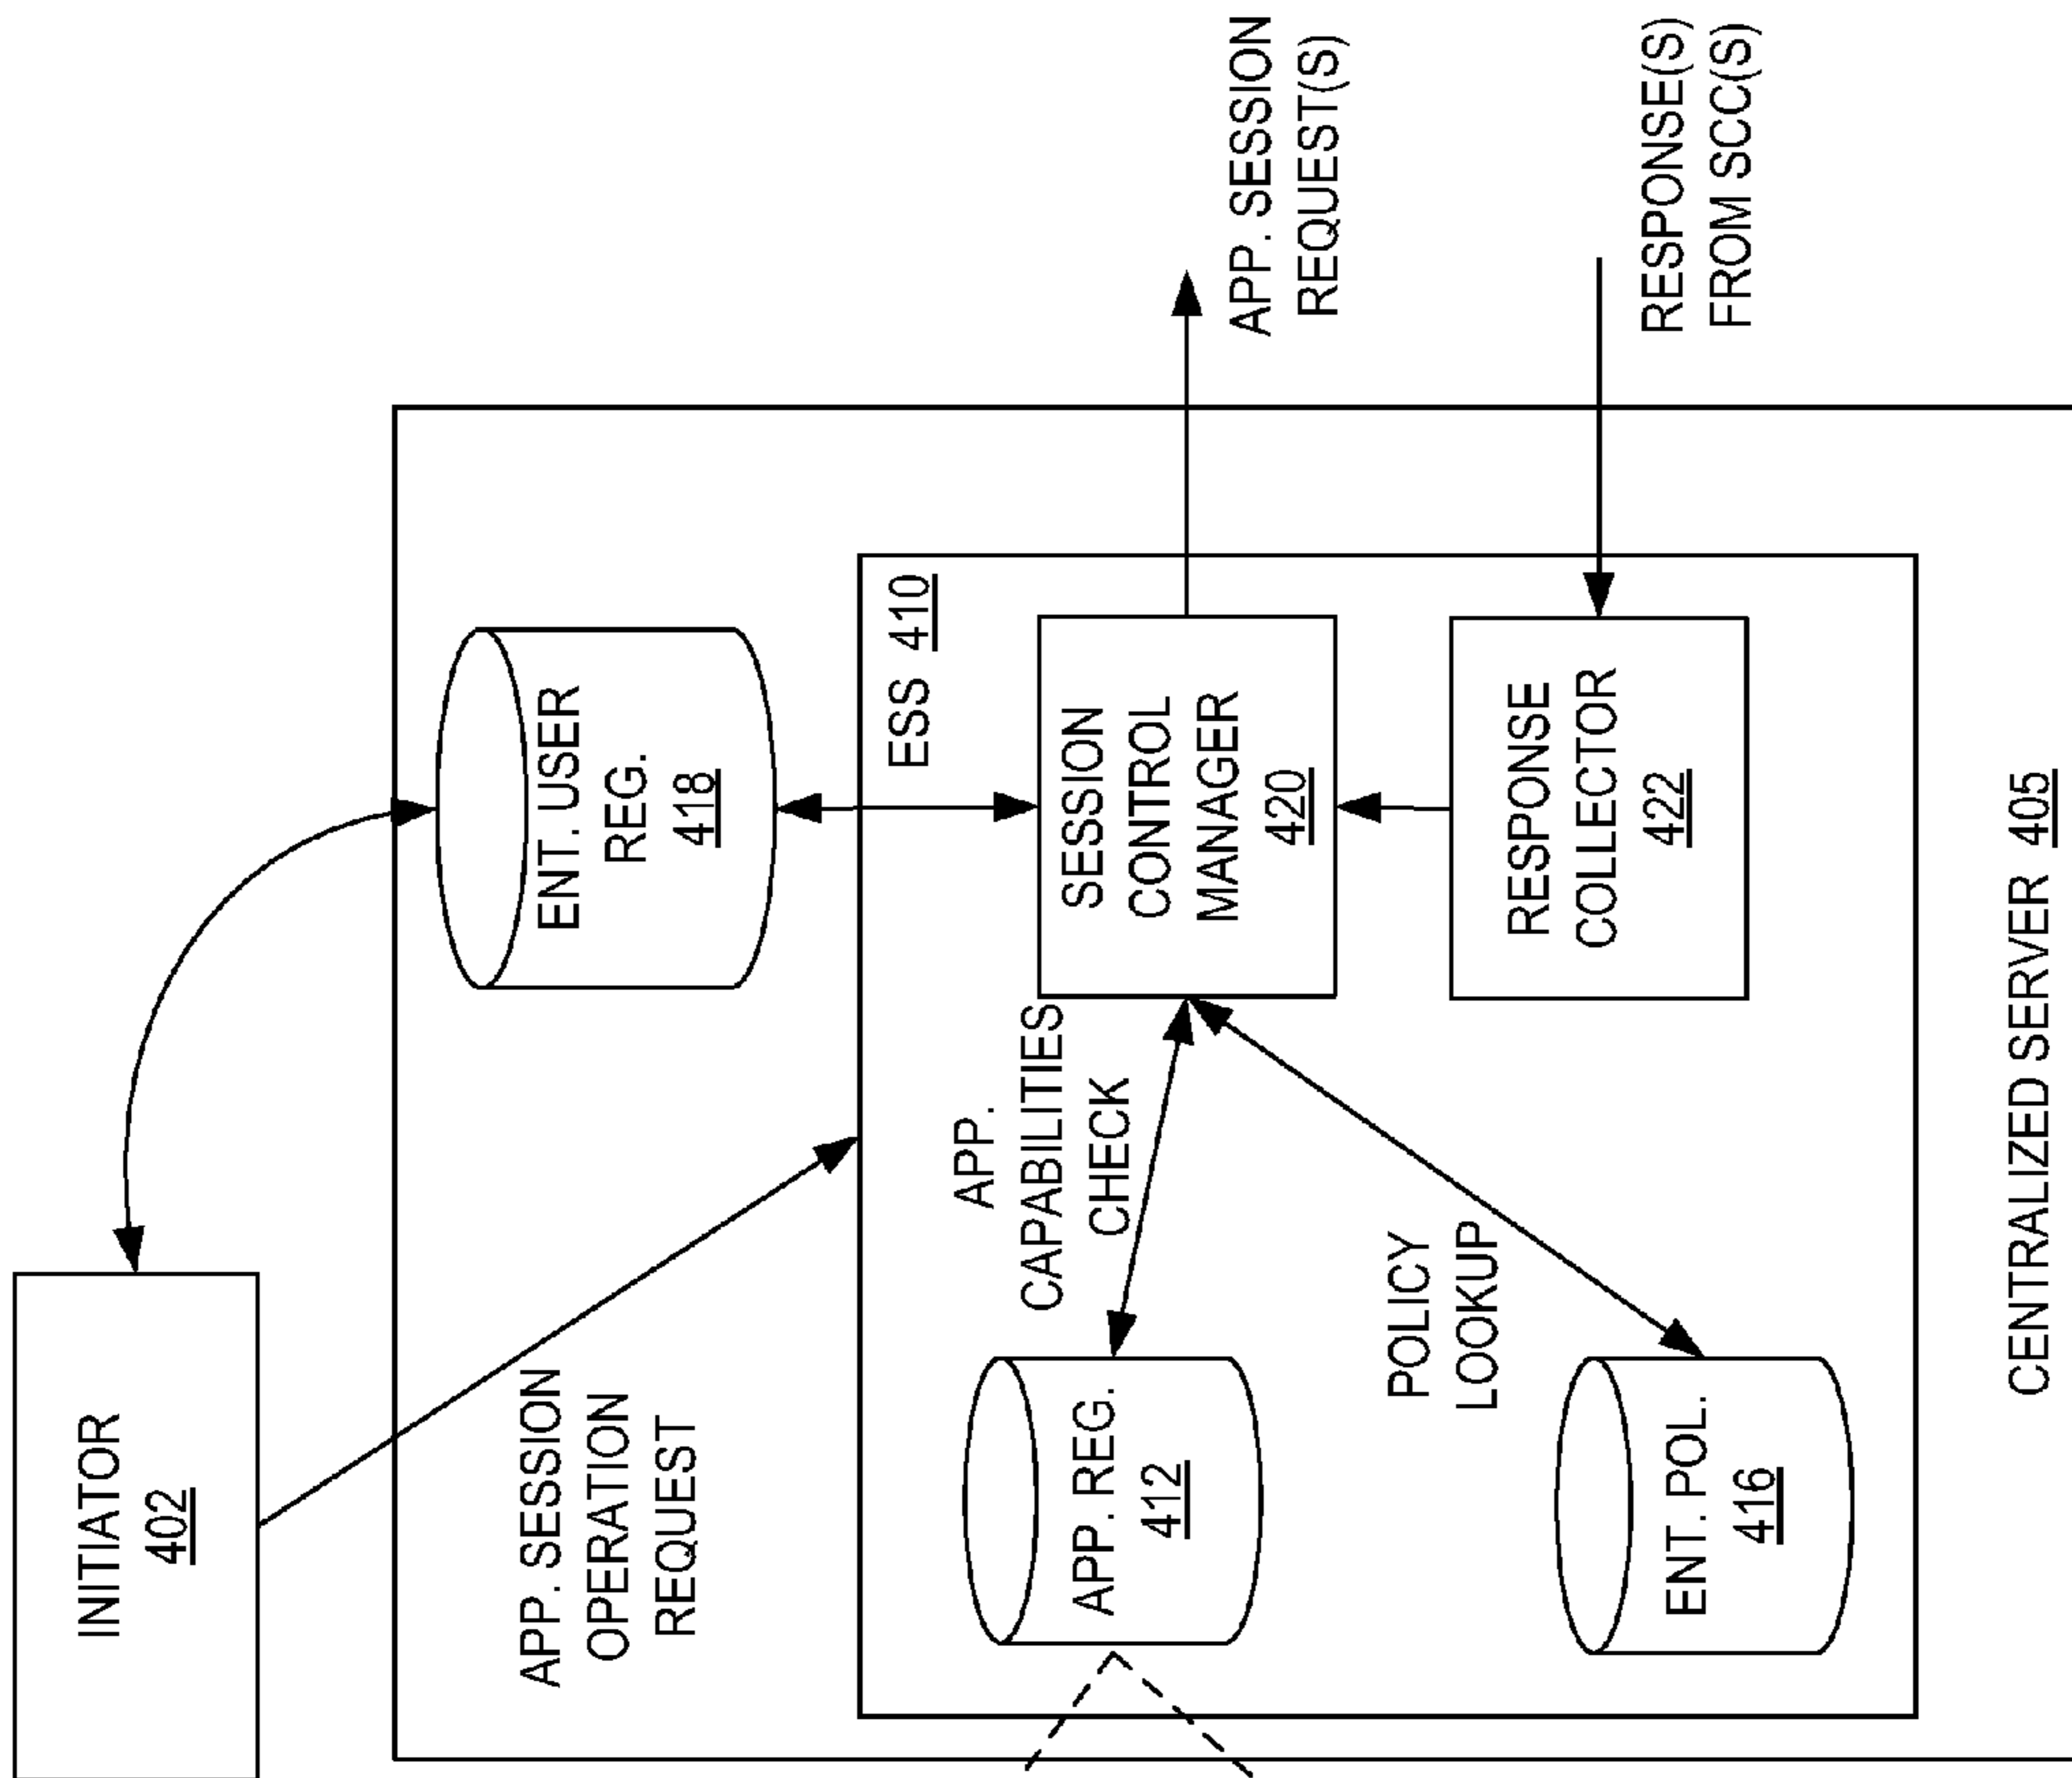 INITIATOR
402
APP. SESSION
OPERATION
REQUEST
ENT. USER
REG.
418
ESS 410
APP.
CAPABILITIES
CHECK
APP. REG.
412
SESSION
CONTROL
MANAGER
420
APP. SESSION
REQUEST(S)
POLICY
LOOKUP
ENT. POL.
416
RESPONSE
COLLECTOR
422
RESPONSE(S)
FROM SCC(S)
CENTRALIZED SERVER 405